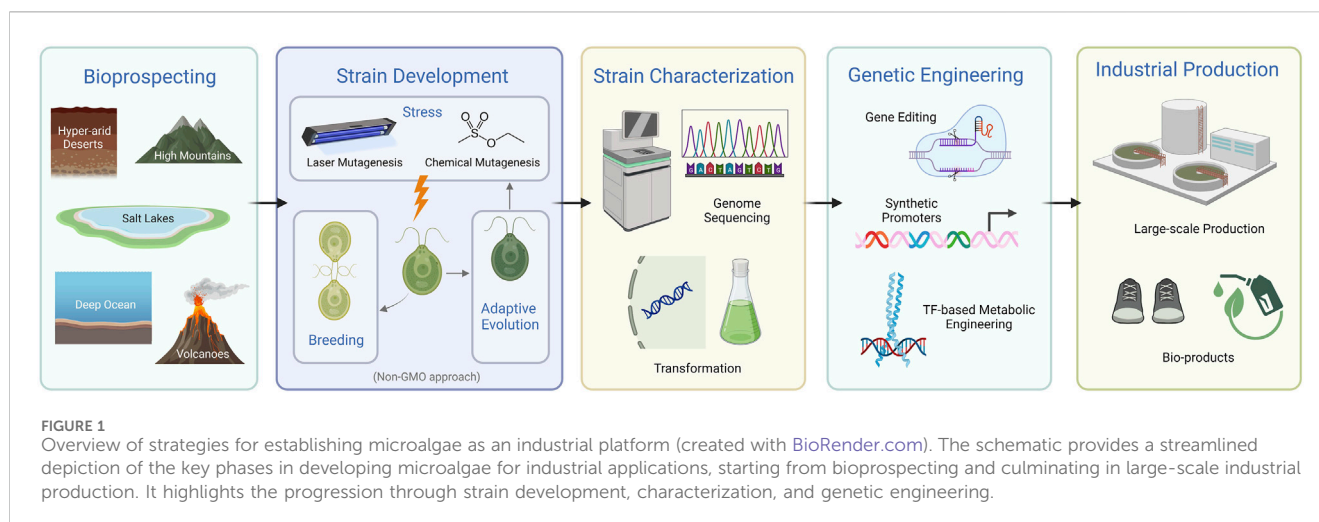 Bioprospecting
Hyper-arid
Deserts
High Mountains
Salt Lakes
Deep Ocean
Volcanoes
Strain Development
Stress
Laser Mutagenesis
Chemical Mutagenesis
Breeding
Adaptive
Evolution
(Non-GMO approach)
Strain Characterization
G A C T A G T C T G
Genome
Sequencing
Transformation
Genetic Engineering
Gene Editing
Synthetic
Promoters
TF-based Metabolic
Engineering
Industrial Production
Large-scale Production
Bio-products
FIGURE 1
Overview of strategies for establishing microalgae as an industrial platform (created with BioRender.com). The schematic provides a streamlined
depiction of the key phases in developing microalgae for industrial applications, starting from bioprospecting and culminating in large-scale industrial
production. It highlights the progression through strain development, characterization, and genetic engineering.